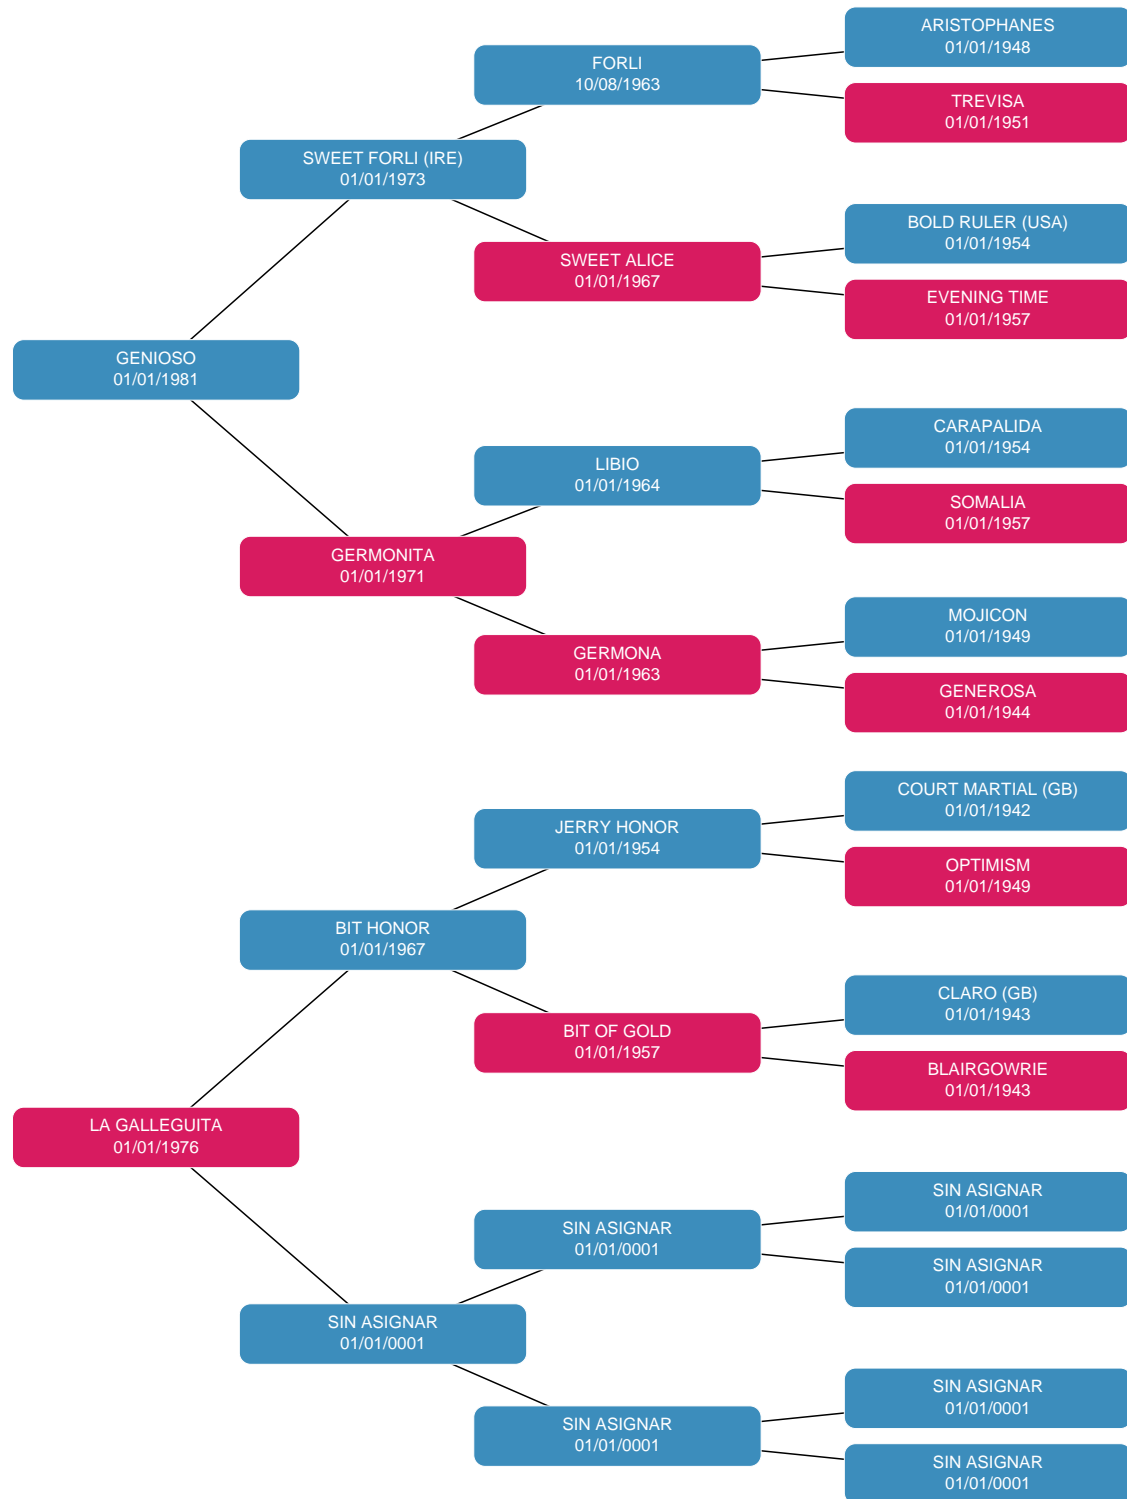 ARISTOPHANES
01/01/1948
FORLI
10/08/1963
TREVISA
01/01/1951
SWEET FORLI (IRE)
01/01/1973
BOLD RULER (USA)
01/01/1954
SWEET ALICE
01/01/1967
EVENING TIME
01/01/1957
GENIOSO
01/01/1981
CARAPALIDA
01/01/1954
LIBIO
01/01/1964
SOMALIA
01/01/1957
GERMONITA
01/01/1971
MOJICON
01/01/1949
GERMONA
01/01/1963
GENEROSA
01/01/1944
COURT MARTIAL (GB)
01/01/1942
JERRY HONOR
01/01/1954
OPTIMISM
01/01/1949
BIT HONOR
01/01/1967
CLARO (GB)
01/01/1943
BIT OF GOLD
01/01/1957
BLAIRGOWRIE
01/01/1943
LA GALLEGUITA
01/01/1976
SIN ASIGNAR
01/01/0001
SIN ASIGNAR
01/01/0001
SIN ASIGNAR
01/01/0001
SIN ASIGNAR
01/01/0001
SIN ASIGNAR
01/01/0001
SIN ASIGNAR
01/01/0001
SIN ASIGNAR
01/01/0001